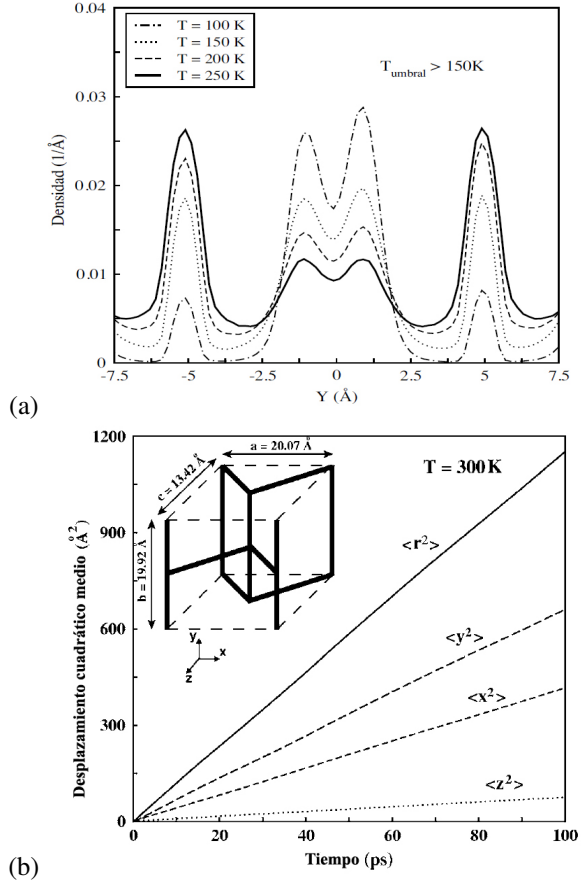 0.04
0.03
0.02
0.01
0
Densidad (1/Å)
T = 100 K
T = 150 K
T = 200 K
T = 250 K
T_umbral > 150K
-7.5 -5 -2.5 0 2.5 5 7.5
Y (Å)
(a)
1200
900
600
300
0
Desplazamiento cuadrático medio (Å²)
a = 20.07 Å
c = 13.42 Å
b = 19.92 Å
y
x
z
T = 300 K
<r²>
<y²>
<x²>
<z²>
0 20 40 60 80 100
Tiempo (ps)
(b)